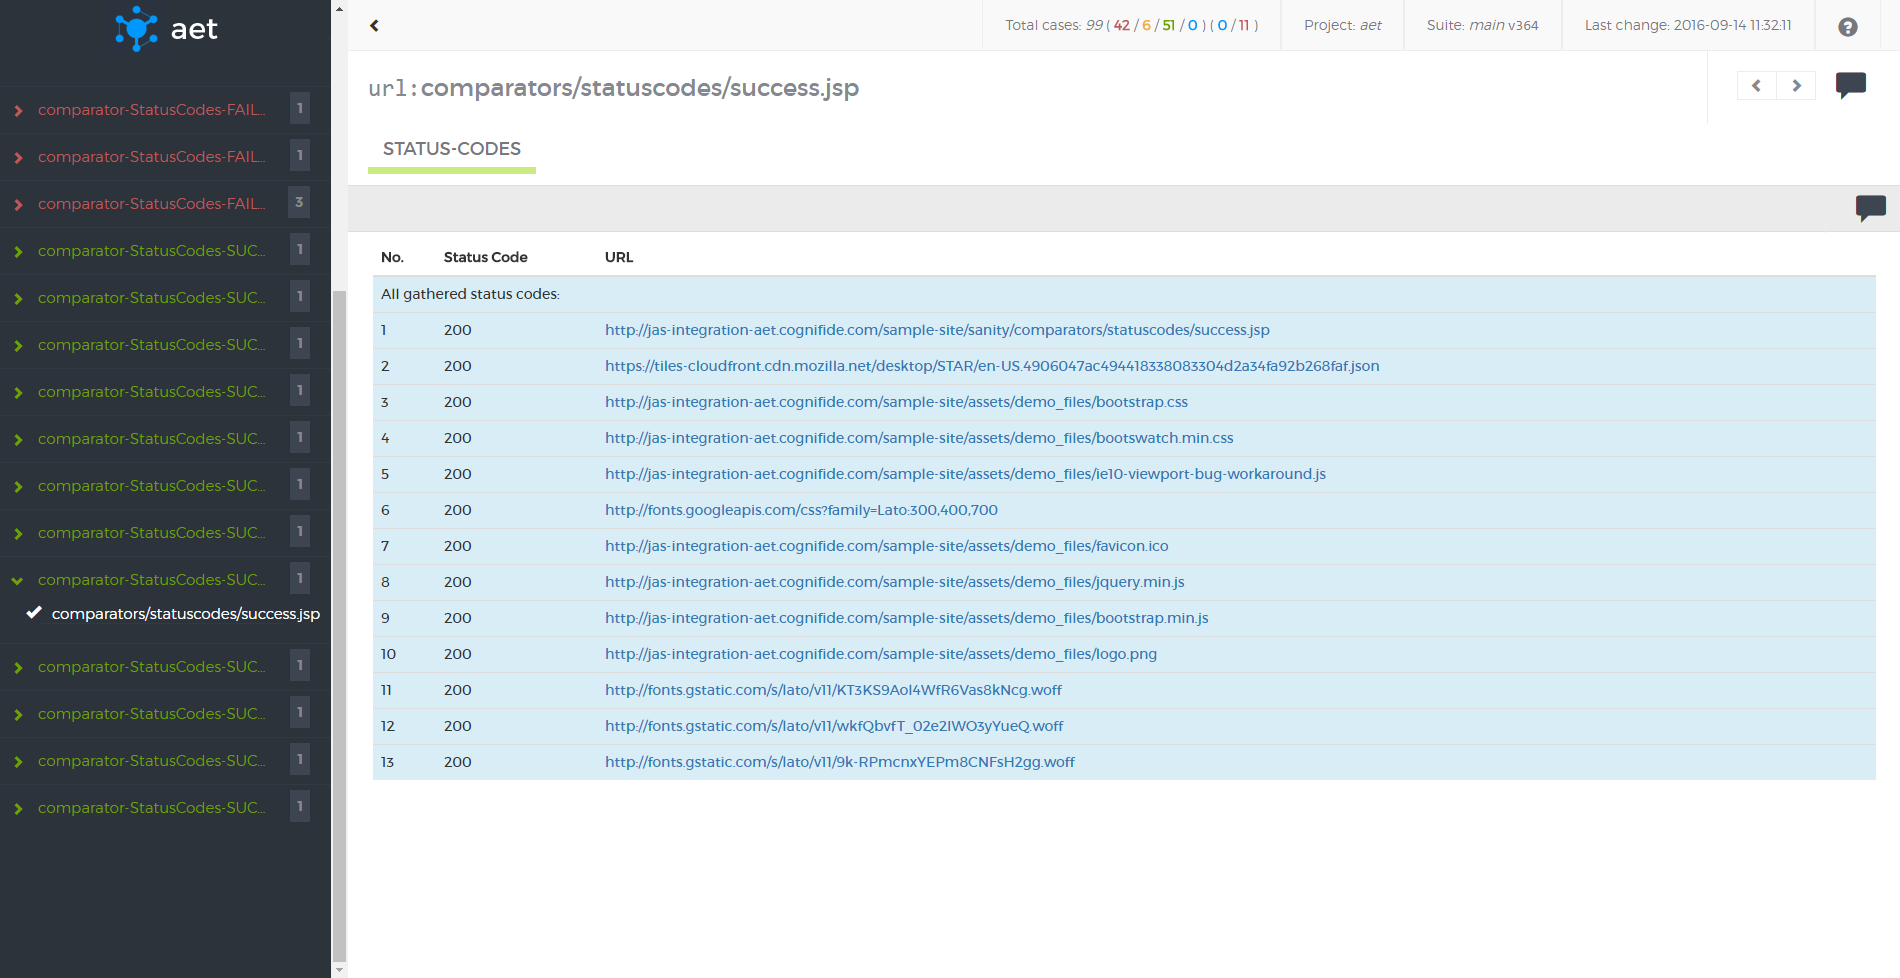 aet
Total cases: 99 ( 42 / 6 / 51 / 0 ) ( 0 / 11 )
Project: aet
Suite: main v364
Last change: 2016-09-14 11:32:11
url:comparators/statuscodes/success.jsp
STATUS-CODES
comparator-StatusCodes-FAIL... 1
comparator-StatusCodes-FAIL... 1
comparator-StatusCodes-FAIL... 3
comparator-StatusCodes-SUC... 1
comparator-StatusCodes-SUC... 1
comparator-StatusCodes-SUC... 1
comparator-StatusCodes-SUC... 1
comparator-StatusCodes-SUC... 1
comparator-StatusCodes-SUC... 1
comparator-StatusCodes-SUC... 1
comparator-StatusCodes-SUC... 1
comparators/statuscodes/success.jsp
comparator-StatusCodes-SUC... 1
comparator-StatusCodes-SUC... 1
comparator-StatusCodes-SUC... 1
comparator-StatusCodes-SUC... 1
No. Status Code URL
All gathered status codes:
1 200 http://jas-integration-aet.cognifide.com/sample-site/sanity/comparators/statuscodes/success.jsp
2 200 https://tiles-cloudfront.cdn.mozilla.net/desktop/STAR/en-US.4906047ac494418338083304d2a34fa92b268faf.json
3 200 http://jas-integration-aet.cognifide.com/sample-site/assets/demo_files/bootstrap.css
4 200 http://jas-integration-aet.cognifide.com/sample-site/assets/demo_files/bootswatch.min.css
5 200 http://jas-integration-aet.cognifide.com/sample-site/assets/demo_files/ie10-viewport-bug-workaround.js
6 200 http://fonts.googleapis.com/css?family=Lato:300,400,700
7 200 http://jas-integration-aet.cognifide.com/sample-site/assets/demo_files/favicon.ico
8 200 http://jas-integration-aet.cognifide.com/sample-site/assets/demo_files/jquery.min.js
9 200 http://jas-integration-aet.cognifide.com/sample-site/assets/demo_files/bootstrap.min.js
10 200 http://jas-integration-aet.cognifide.com/sample-site/assets/demo_files/logo.png
11 200 http://fonts.gstatic.com/s/lato/v11/KT3KS9Aol4WfR6Vas8kNcg.woff
12 200 http://fonts.gstatic.com/s/lato/v11/wkfQbvfT_02e2IWO3yYueQ.woff
13 200 http://fonts.gstatic.com/s/lato/v11/9k-RPmcnxYEPm8CNFsH2gg.woff